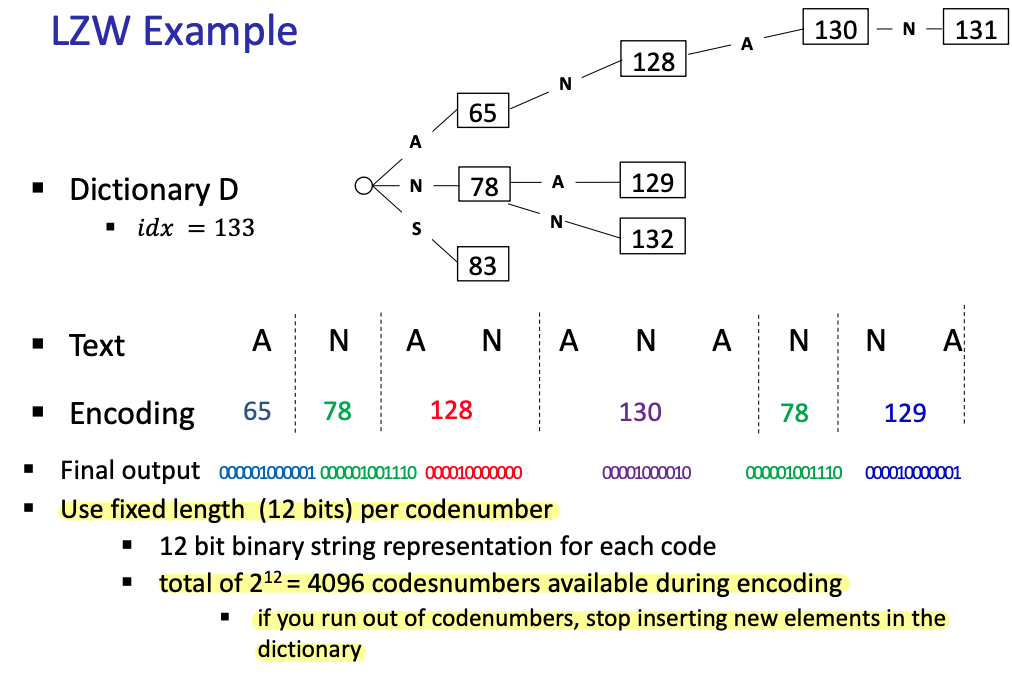 LZW Example
130 N 131
A
128
N
65
A
Dictionary D
N 78 A 129
idx = 133
S
N
132
83
Text A N A N A N A N N A
Encoding 65 78 128 130 78 129
Final output 000001000001 000001001110 000010000000 00001000010 000001001110 000010000001
Use fixed length (12 bits) per codenumber
12 bit binary string representation for each code
total of 2¹² = 4096 codesnumbers available during encoding
if you run out of codenumbers, stop inserting new elements in the
dictionary